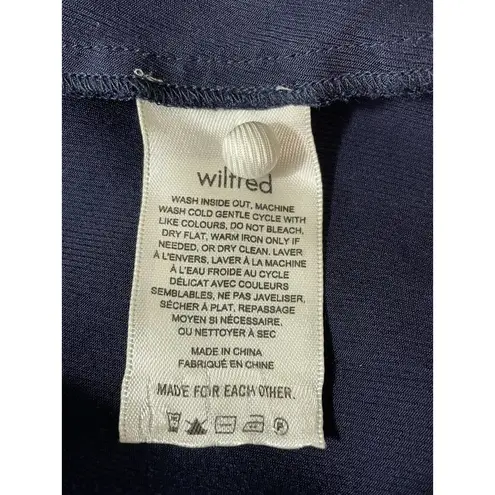 wilfred
WASH INSIDE OUT, MACHINE
WASH COLD GENTLE CYCLE WITH
LIKE COLOURS, DO NOT BLEACH,
DRY FLAT, WARM IRON ONLY IF
NEEDED, OR DRY CLEAN. LAVER
À L'ENVERS, LAVER À LA MACHINE
À L'EAU FROIDE AU CYCLE
DÉLICAT AVEC COULEURS
SEMBLABLES, NE PAS JAVELISER,
SÉCHER À PLAT, REPASSAGE
MOYEN SI NÉCESSAIRE,
OU NETTOYER À SEC
MADE IN CHINA
FABRIQUÉ EN CHINE
MADE FOR EACH OTHER.
P